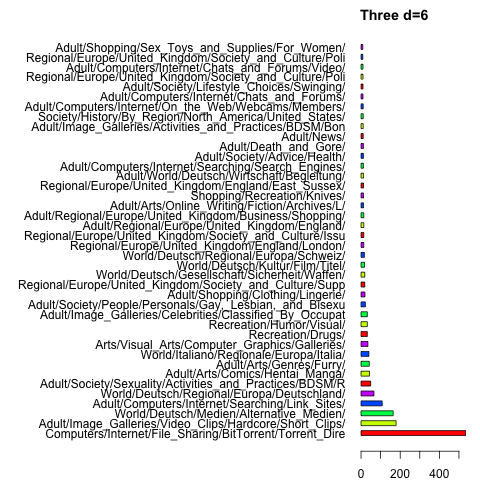 Three d=6
Adult/Shopping/Sex_Toys_and_Supplies/For_Women/
Regional/Europe/United_Kingdom/Society_and_Culture/Poli
Adult/Computers/Internet/Chats_and_Forums/Video/
Regional/Europe/United_Kingdom/Society_and_Culture/Poli
Adult/Society/Lifestyle_Choices/Swinging/
Adult/Computers/Internet/Chats_and_Forums/
Adult/Computers/Internet/On_the_Web/Webcams/Members/
Society/History/By_Region/North_America/United_States/
Adult/Image_Galleries/Activities_and_Practices/BDSM/Bon
Adult/News/
Adult/Death_and_Gore/
Adult/Society/Advice/Health/
Adult/Computers/Internet/Searching/Search_Engines/
Adult/World/Deutsch/Wirtschaft/Begleitung/
Regional/Europe/United_Kingdom/England/East_Sussex/
Shopping/Recreation/Knives/
Adult/Arts/Online_Writing/Fiction/Archives/L/
Adult/Regional/Europe/United_Kingdom/Business/Shopping/
Adult/Regional/Europe/United_Kingdom/England/
Regional/Europe/United_Kingdom/Society_and_Culture/Issu
Regional/Europe/United_Kingdom/England/London/
World/Deutsch/Regional/Europa/Schweiz/
World/Deutsch/Kultur/Film/Titel/
World/Deutsch/Gesellschaft/Sicherheit/Waffen/
Regional/Europe/United_Kingdom/Society_and_Culture/Supp
Adult/Shopping/Clothing/Lingerie/
Adult/Society/People/Personals/Gay,_Lesbian,_and_Bisexu
Adult/Image_Galleries/Celebrities/Classified_By_Occupat
Recreation/Humor/Visual/
Recreation/Drugs/
Arts/Visual_Arts/Computer_Graphics/Galleries/
World/Italiano/Regionale/Europa/Italia/
Adult/Arts/Genres/Furry/
Adult/Arts/Comics/Hentai_Manga/
Adult/Society/Sexuality/Activities_and_Practices/BDSM/R
World/Deutsch/Regional/Europa/Deutschland/
Adult/Computers/Internet/Searching/Link_Sites/
World/Deutsch/Medien/Alternative_Medien/
Adult/Image_Galleries/Video_Clips/Hardcore/Short_Clips/
Computers/Internet/File_Sharing/BitTorrent/Torrent_Dire
0 200 400